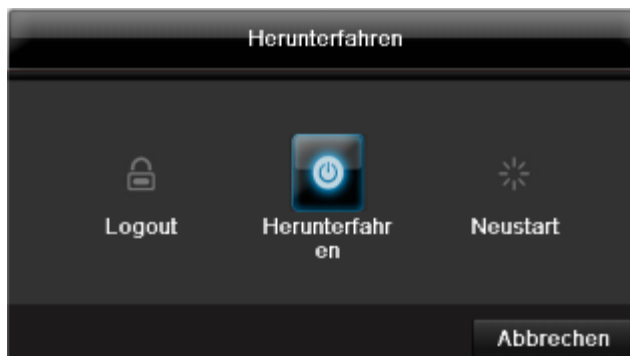 Herunterfahren
Logout
Herunterfahr
en
Neustart
Abbrechen